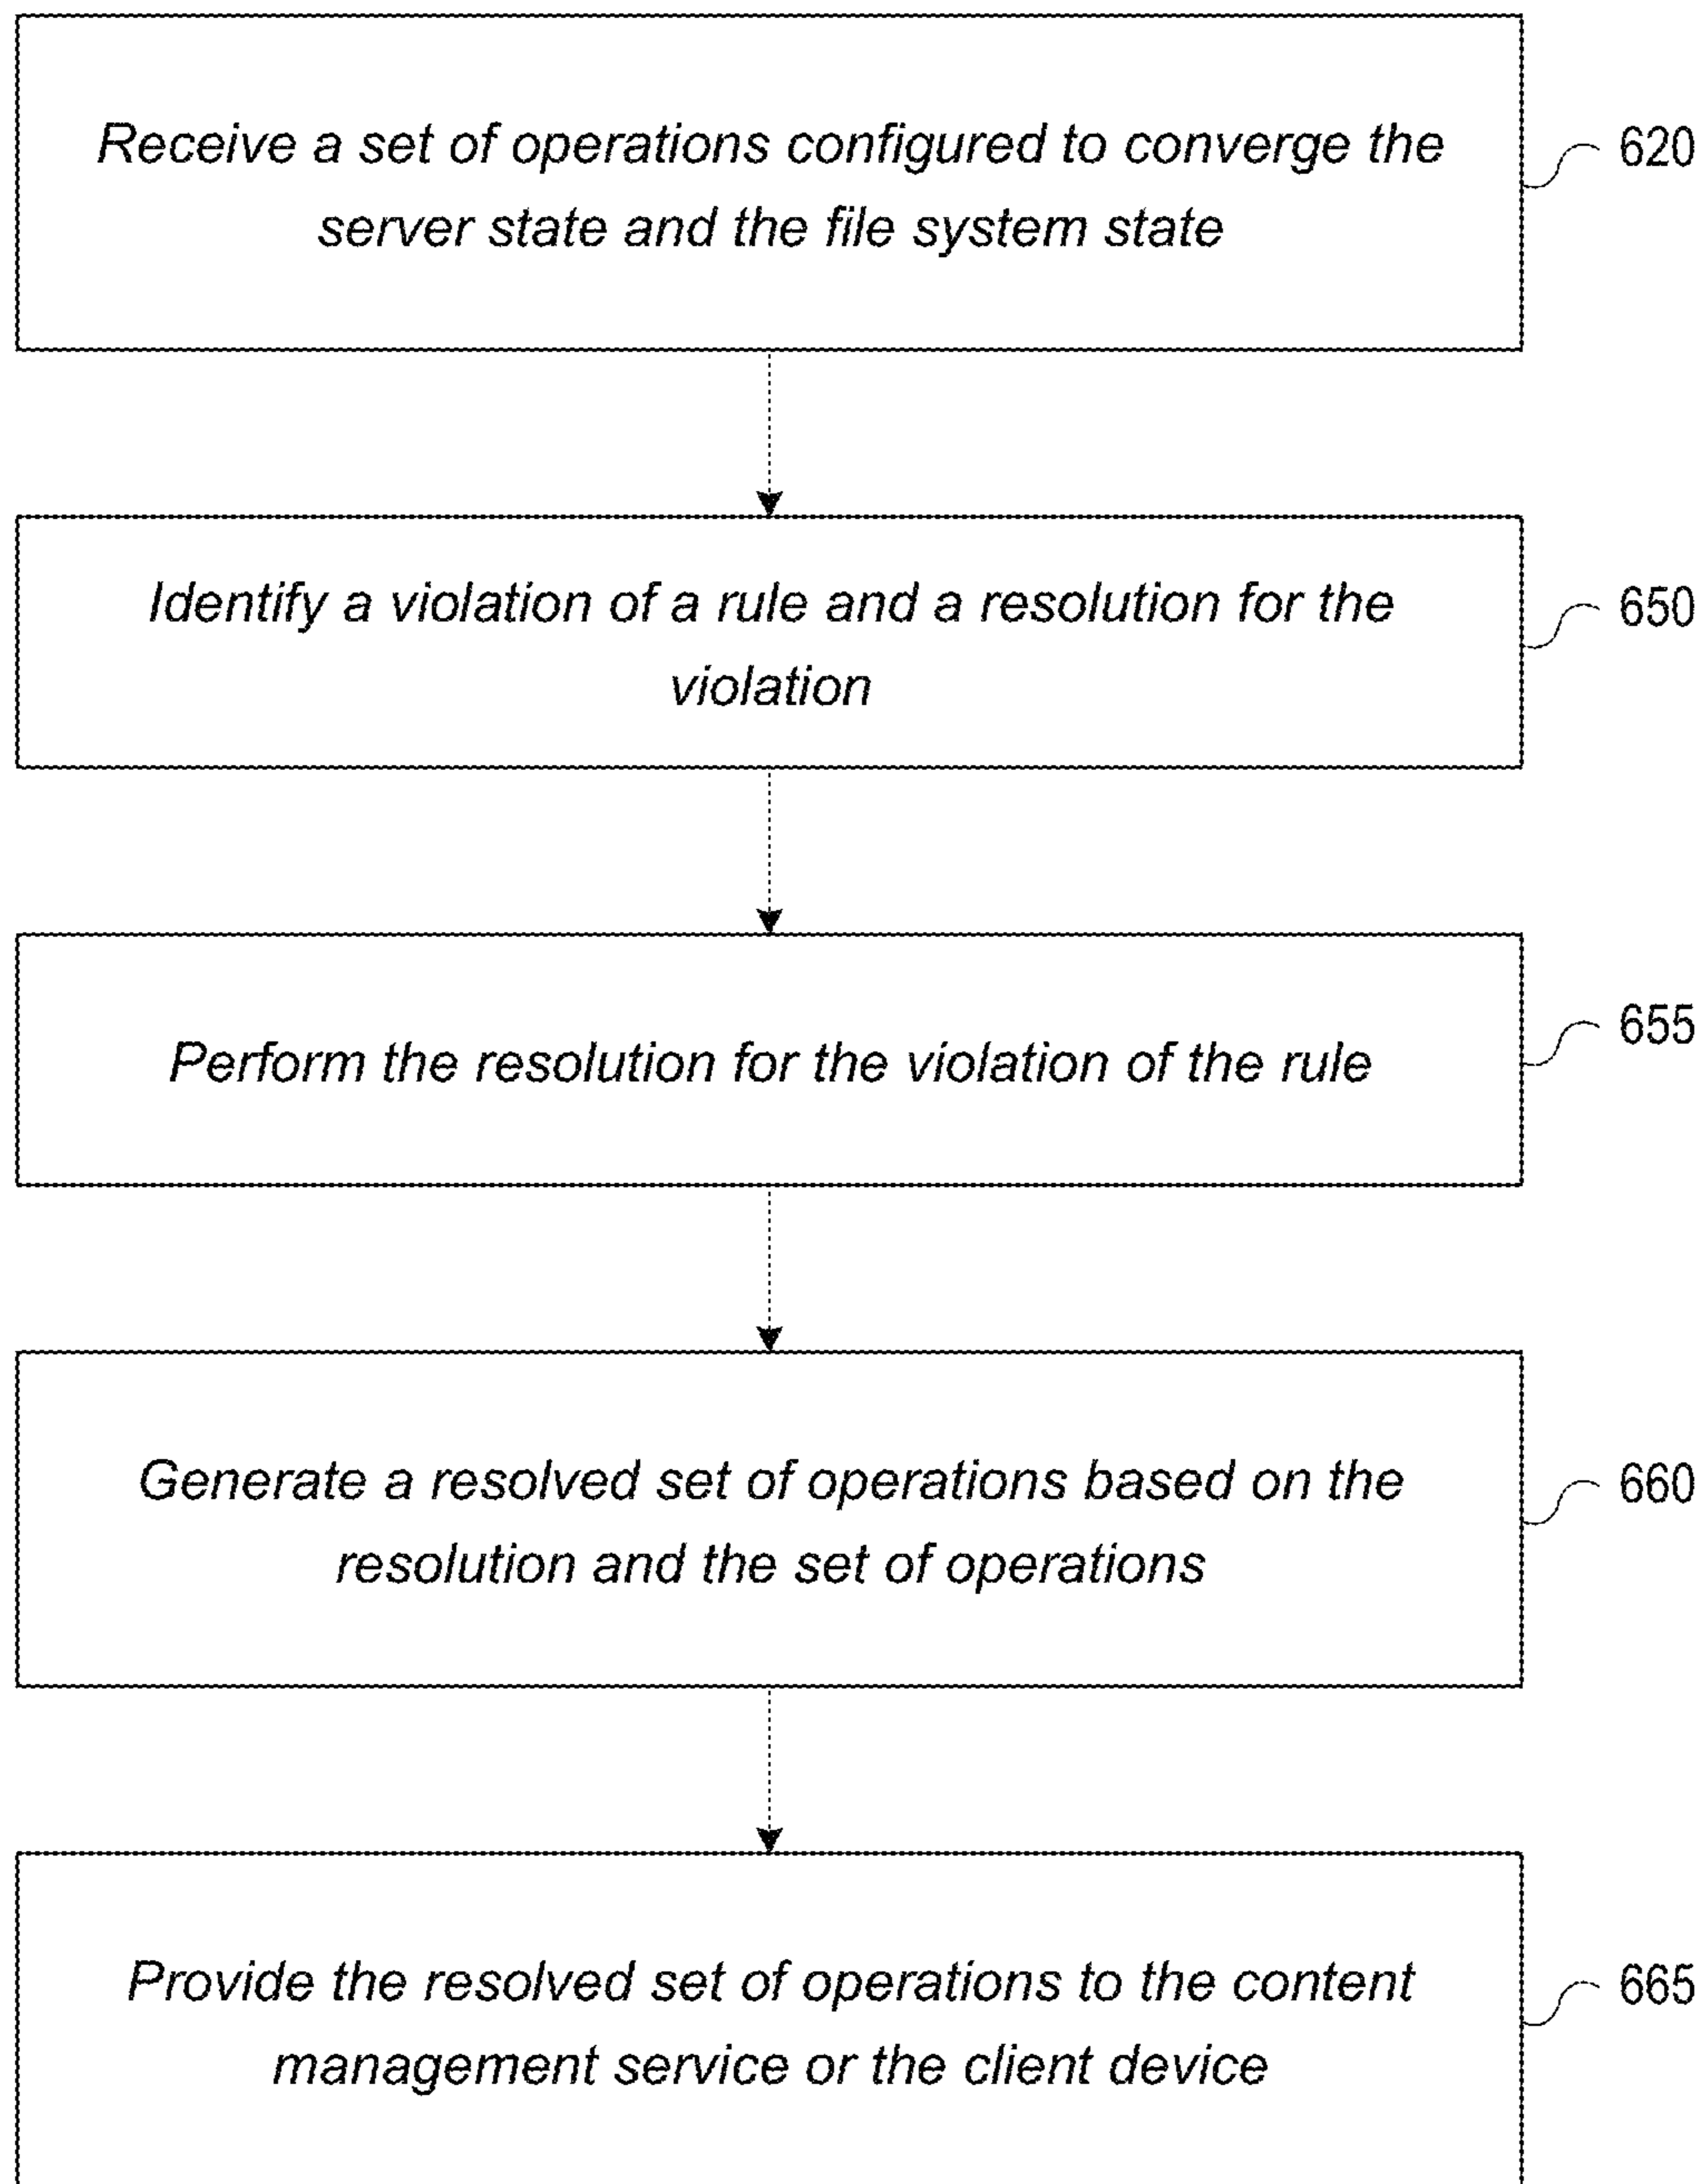 Receive a set of operations configured to converge the
server state and the file system state
620
Identify a violation of a rule and a resolution for the
violation
650
Perform the resolution for the violation of the rule
655
Generate a resolved set of operations based on the
resolution and the set of operations
660
Provide the resolved set of operations to the content
management service or the client device
665